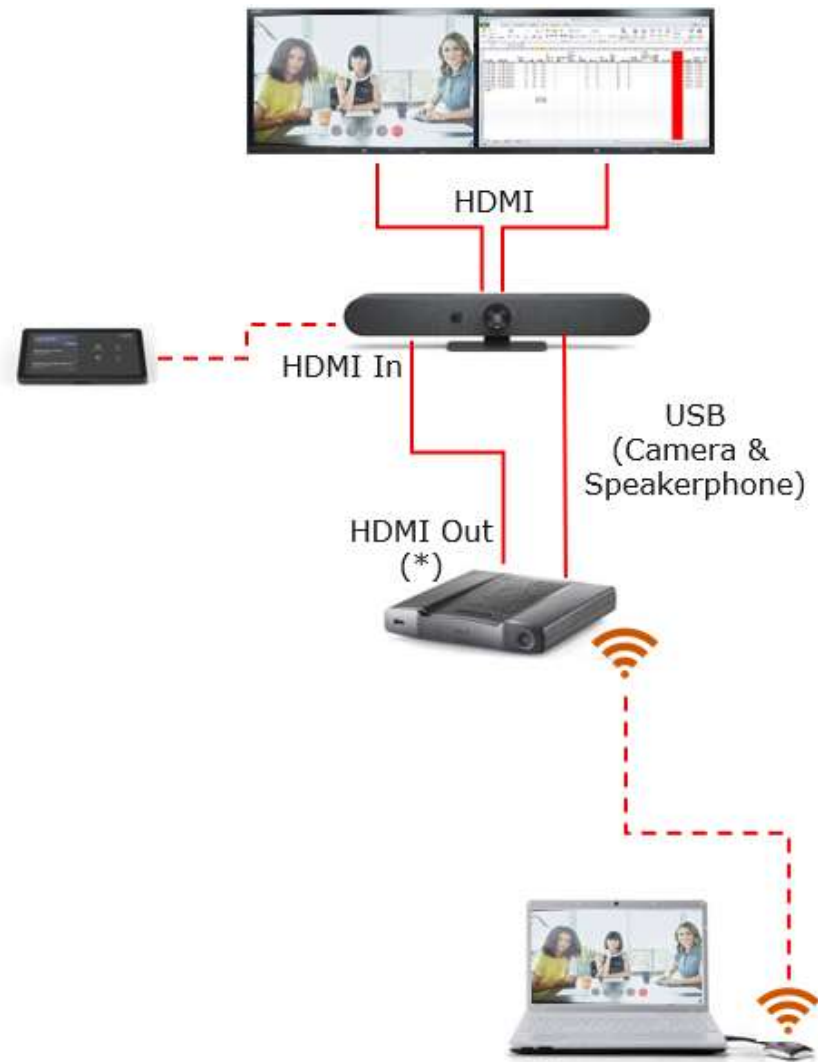 HDMI
HDMI In
USB
(Camera &
Speakerphone)
HDMI Out
(*)